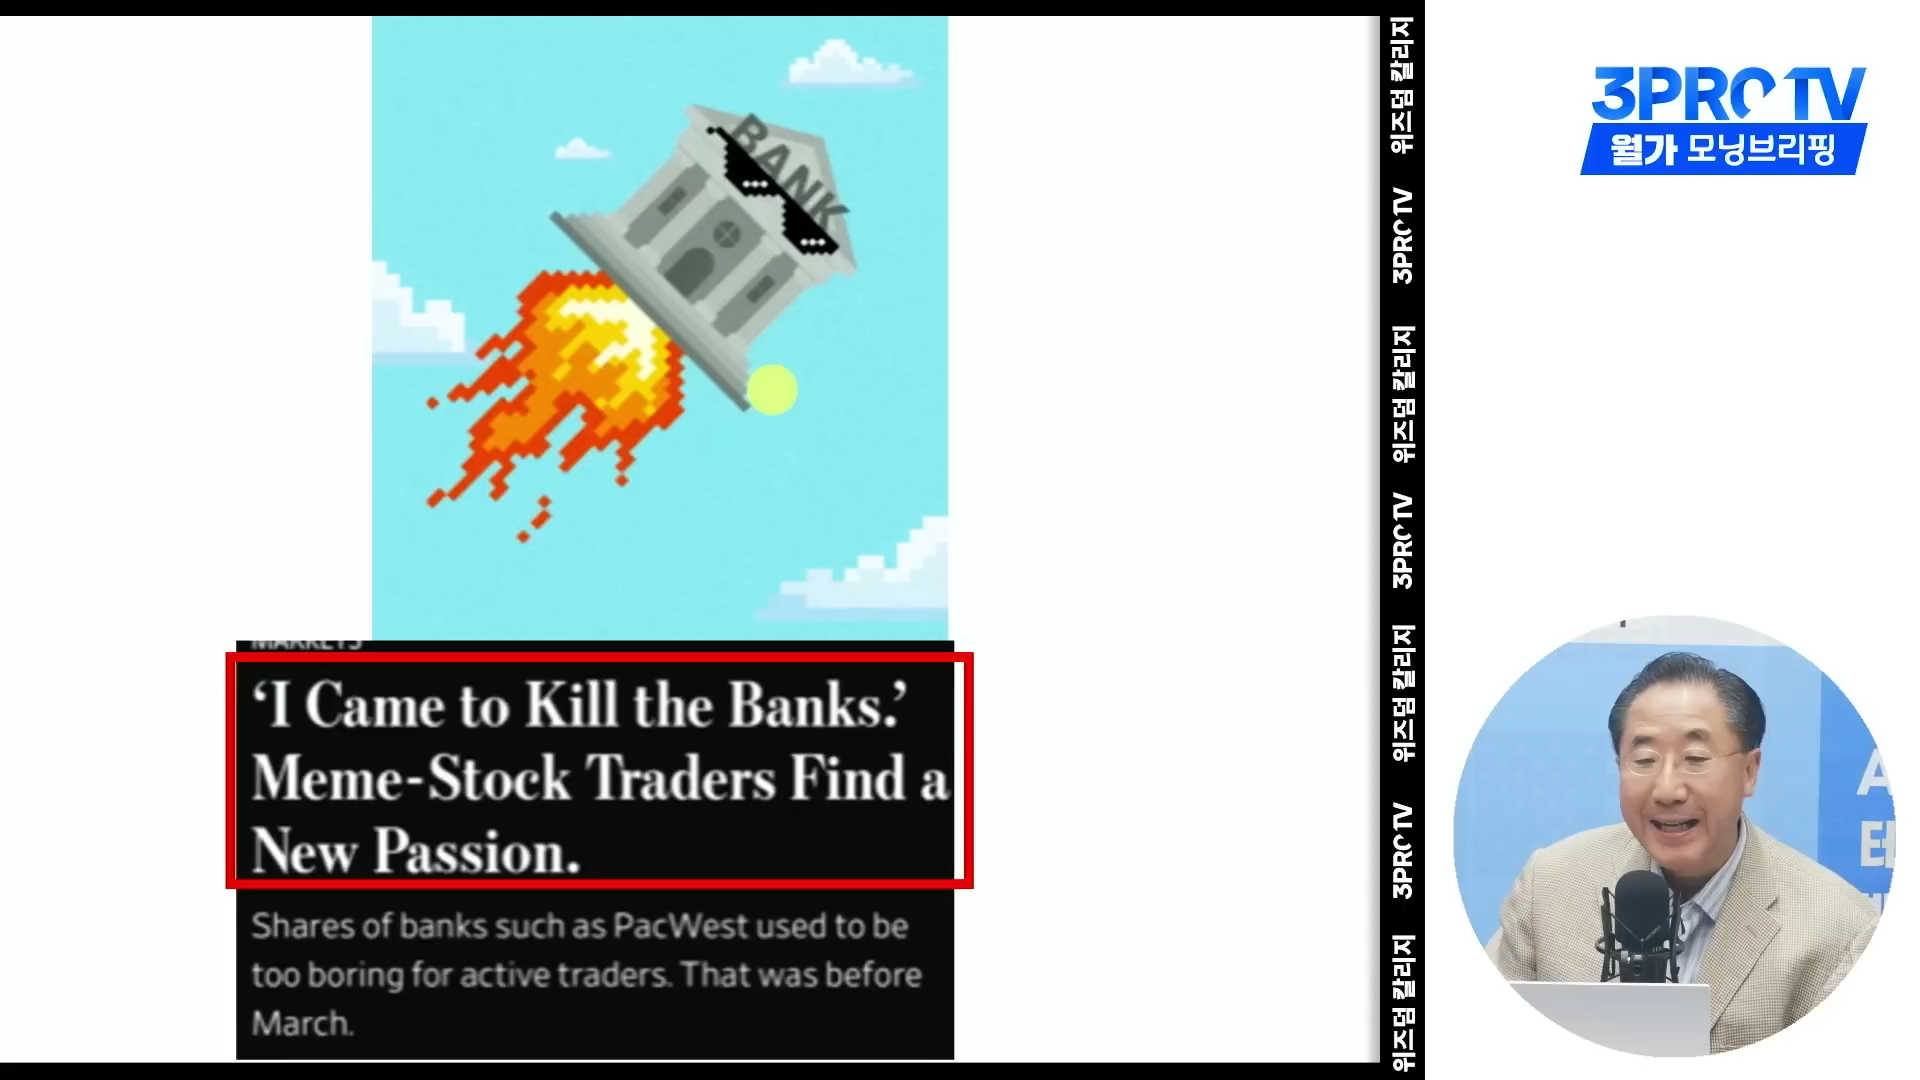 BANK
MARKETS
‘I Came to Kill the Banks.’
Meme-Stock Traders Find a
New Passion.
Shares of banks such as PacWest used to be
too boring for active traders. That was before
March.
위즈덤 칼리지
3PROTV
위즈덤 칼리지
3PROTV
위즈덤 칼리지
3PROTV
위즈덤 칼리지
3PROTV
월가 모닝브리핑